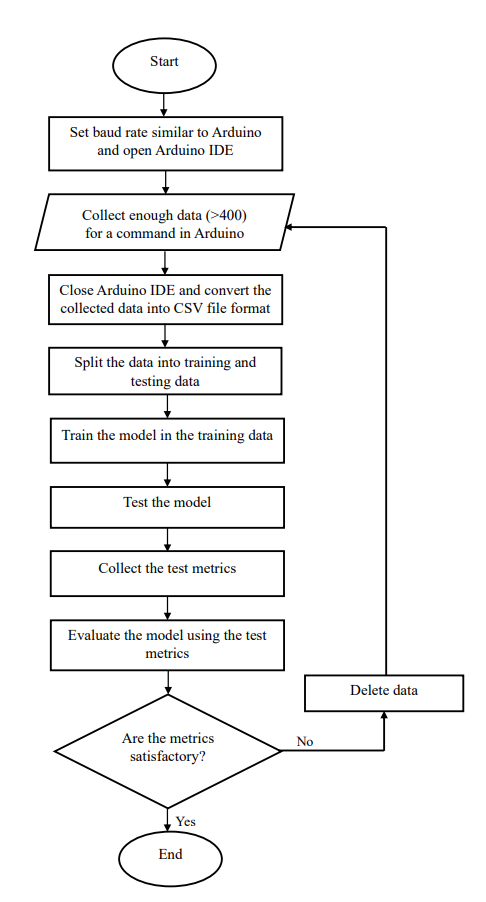 Start
Set baud rate similar to Arduino
and open Arduino IDE
Collect enough data (>400)
for a command in Arduino
Close Arduino IDE and convert the
collected data into CSV file format
Split the data into training and
testing data
Train the model in the training data
Test the model
Collect the test metrics
Evaluate the model using the test
metrics
Delete data
Are the metrics
satisfactory?
No
Yes
End